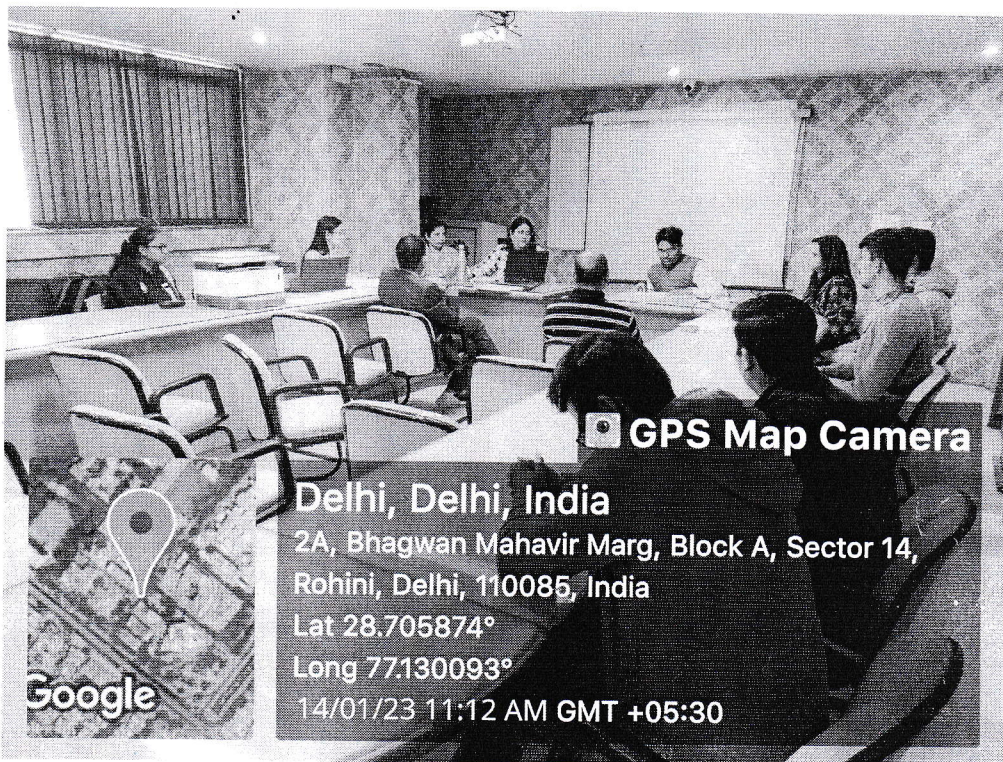 GPS Map Camera
Delhi, Delhi, India
2A, Bhagwan Mahavir Marg, Block A, Sector 14,
Rohini, Delhi, 110085, India
Lat 28.705874°
Long 77.130093°
14/01/23 11:12 AM GMT +05:30
Google